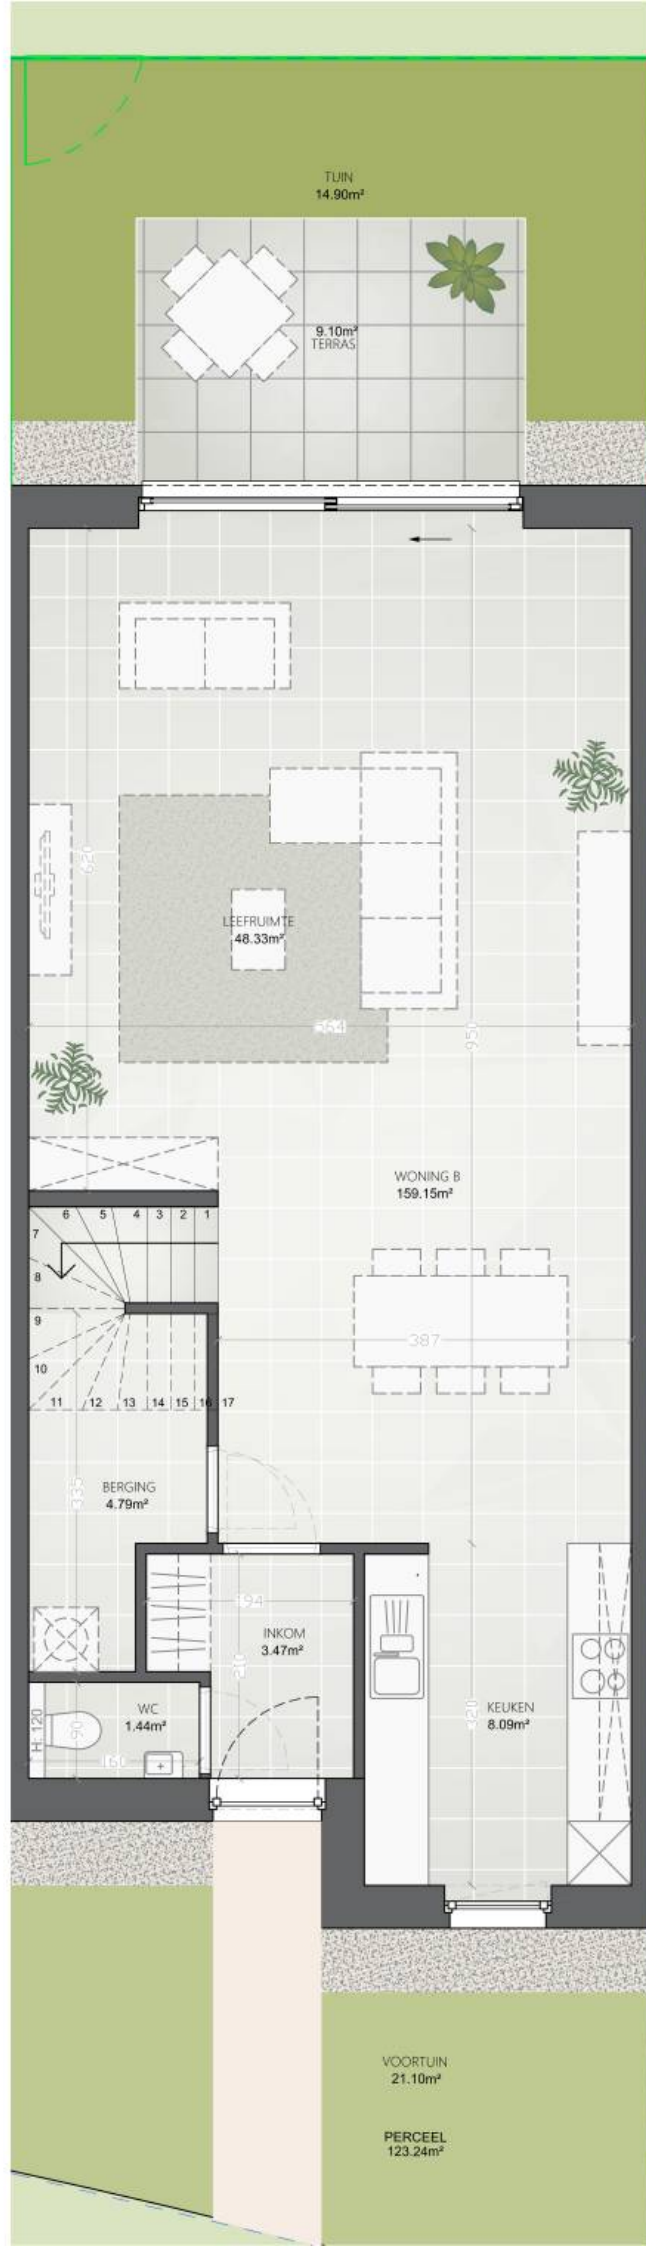 TUIN
14.90m²
9.10m²
TERRAS
620
LEEFRUIMTE
48.33m²
564
950
WONING B
159.15m²
7 6 5 4 3 2 1
8
9
10
11 12 13 14 15 16 17
387
335
BERGING
4.79m²
194
INKOM
3.47m²
210
WC
1.44m²
H: 120
90
160
KEUKEN
8.09m²
320
VOORTUIN
21.10m²
PERCEEL
123.24m²